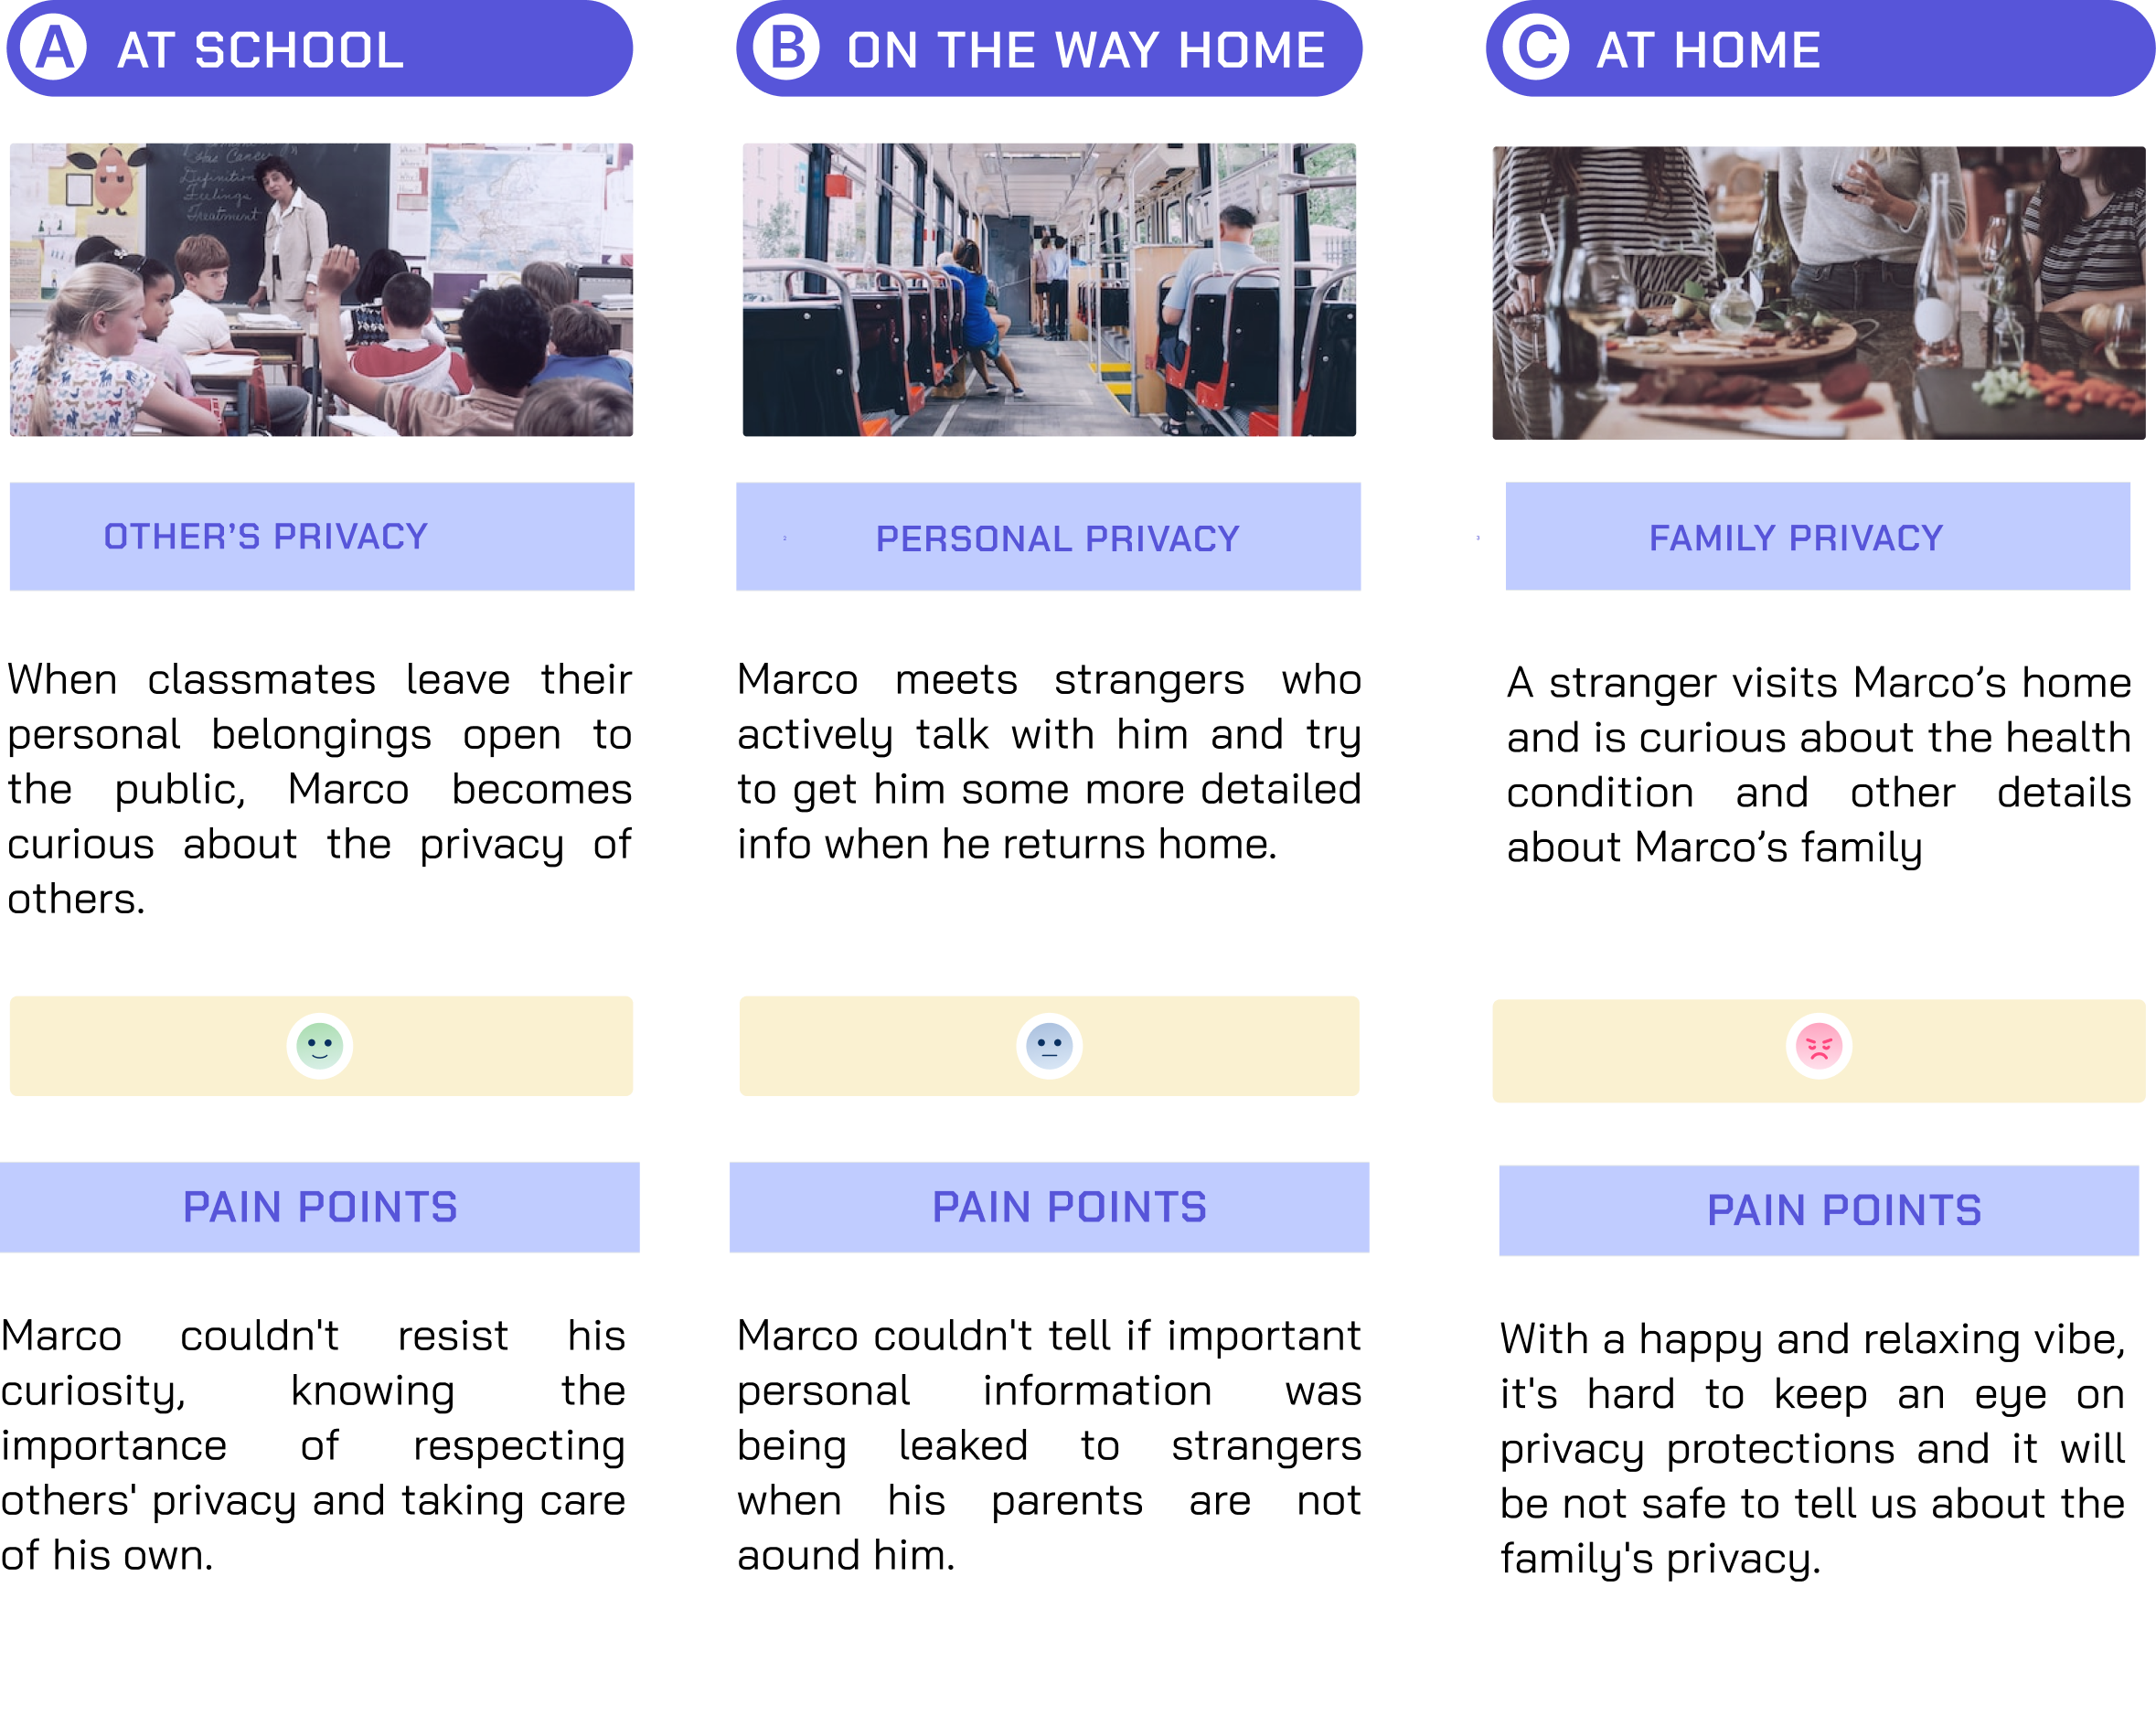 A AT SCHOOL
B ON THE WAY HOME
C AT HOME
Has Cancer
Definition
Feelings
Treatment
OTHER’S PRIVACY
PERSONAL PRIVACY
FAMILY PRIVACY
When classmates leave their
personal belongings open to
the public, Marco becomes
curious about the privacy of
others.
Marco meets strangers who
actively talk with him and try
to get him some more detailed
info when he returns home.
A stranger visits Marco’s home
and is curious about the health
condition and other details
about Marco’s family
PAIN POINTS
PAIN POINTS
PAIN POINTS
Marco couldn't resist his
curiosity, knowing the
importance of respecting
others' privacy and taking care
of his own.
Marco couldn't tell if important
personal information was
being leaked to strangers
when his parents are not
aound him.
With a happy and relaxing vibe,
it's hard to keep an eye on
privacy protections and it will
be not safe to tell us about the
family's privacy.